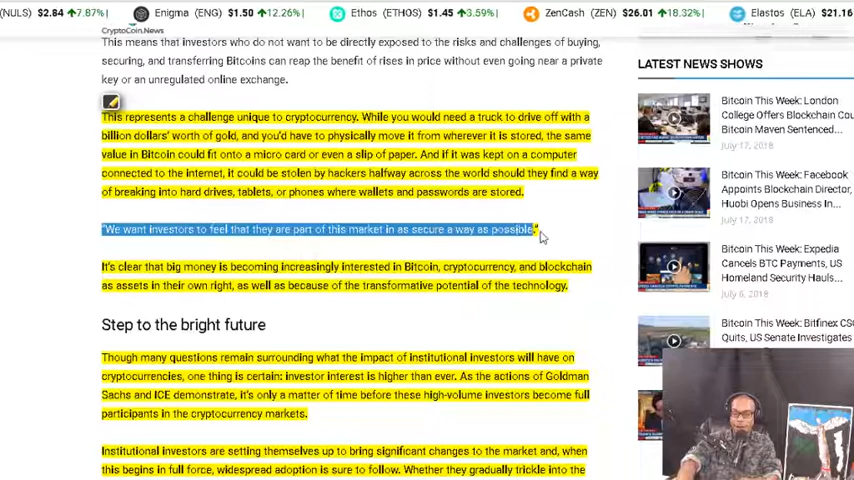 (NULS) $2.84 ↑7.87%) Enigma (ENG) $1.50 ↑12.26%) Ethos (ETHOS) $1.45 ↑3.59%) ZenCash (ZEN) $26.01 ↑18.32%) Elastos (ELA) $21.16
CryptoCoin.News
This means that investors who do not want to be directly exposed to the risks and challenges of buying,
securing, and transferring Bitcoins can reap the benefit of rises in price without even going near a private
key or an unregulated online exchange.
This represents a challenge unique to cryptocurrency. While you would need a truck to drive off with a
billion dollars' worth of gold, and you'd have to physically move it from wherever it is stored, the same
value in Bitcoin could fit onto a micro card or even a slip of paper. And if it was kept on a computer
connected to the internet, it could be stolen by hackers halfway across the world should they find a way
of breaking into hard drives, tablets, or phones where wallets and passwords are stored.
"We want investors to feel that they are part of this market in as secure a way as possible."
It's clear that big money is becoming increasingly interested in Bitcoin, cryptocurrency, and blockchain
as assets in their own right, as well as because of the transformative potential of the technology.
Step to the bright future
Though many questions remain surrounding what the impact of institutional investors will have on
cryptocurrencies, one thing is certain: investor interest is higher than ever. As the actions of Goldman
Sachs and ICE demonstrate, it's only a matter of time before these high-volume investors become full
participants in the cryptocurrency markets.
Institutional investors are setting themselves up to bring significant changes to the market and, when
this begins in full force, widespread adoption is sure to follow. Whether they gradually trickle into the
LATEST NEWS SHOWS
Bitcoin This Week: London
College Offers Blockchain Cou
Bitcoin Maven Sentenced...
July 17, 2018
Bitcoin This Week: Facebook
Appoints Blockchain Director,
Huobi Opens Business In...
July 17, 2018
Bitcoin This Week: Expedia
Cancels BTC Payments, US
Homeland Security Hauls...
July 6, 2018
Bitcoin This Week: Bitfinex CSO
Quits, US Senate Investigates